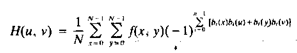 H(u, v) = \frac{1}{N} \sum_{x=0}^{N-1} \sum_{y=0}^{N-1} f(x, y)(-1)^{\sum_{i=0}^{n-1} [b_i(x)b_i(u) + b_i(y)b_i(v)]}